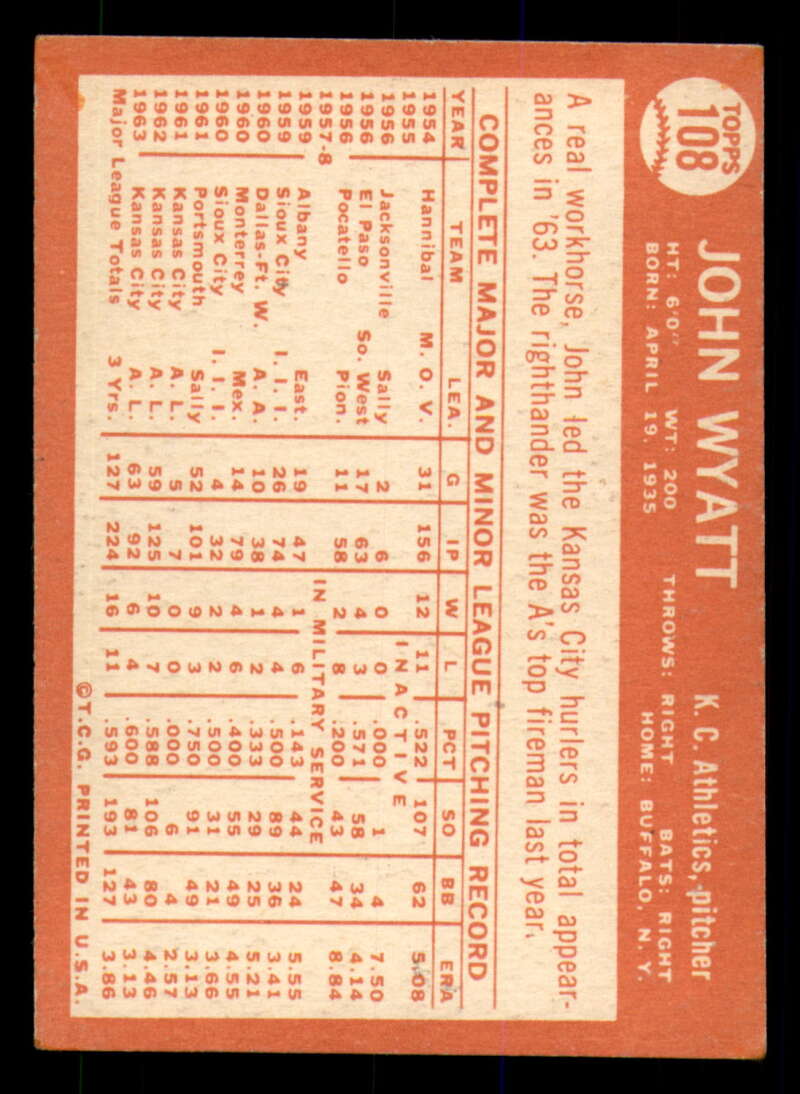 TOPPS
108
JOHN WYATT K. C. Athletics, pitcher
HT: 6'0" WT: 200 THROWS: RIGHT BATS: RIGHT
BORN: APRIL 19, 1935 HOME: BUFFALO, N. Y.
A real workhorse, John led the Kansas City hurlers in total appear-
ances in '63. The righthander was the A's top fireman last year.
COMPLETE MAJOR AND MINOR LEAGUE PITCHING RECORD
YEAR TEAM LEA. G IP W L PCT SO BB ERA
1954 Hannibal M. O. V. 31 156 12 11 .522 107 62 5.08
1955 INACTIVE
1956 Jacksonville Sally 2 6 0 0 .000 1 4 7.50
1956 El Paso So. West 17 63 4 3 .571 58 34 4.14
1956 Pocatello Pion. 11 58 2 8 .200 43 47 8.84
1957-8 IN MILITARY SERVICE
1959 Albany East. 19 47 1 6 .143 44 24 5.55
1959 Sioux City I. I. I. 26 74 4 4 .500 89 36 3.41
1960 Dallas-Ft. W. A. A. 10 38 1 2 .333 29 25 5.21
1960 Monterrey Mex. 14 79 4 6 .400 55 49 4.55
1960 Sioux City I. I. I. 4 32 2 2 .500 31 21 3.66
1961 Portsmouth Sally 52 101 9 3 .750 91 49 3.13
1961 Kansas City A. L. 5 7 0 0 .000 6 4 2.57
1962 Kansas City A. L. 59 125 10 7 .588 106 80 4.46
1963 Kansas City A. L. 63 92 6 4 .600 81 43 3.13
Major League Totals 3 Yrs. 127 224 16 11 .593 193 127 3.86
©T.C.G. PRINTED IN U.S.A.